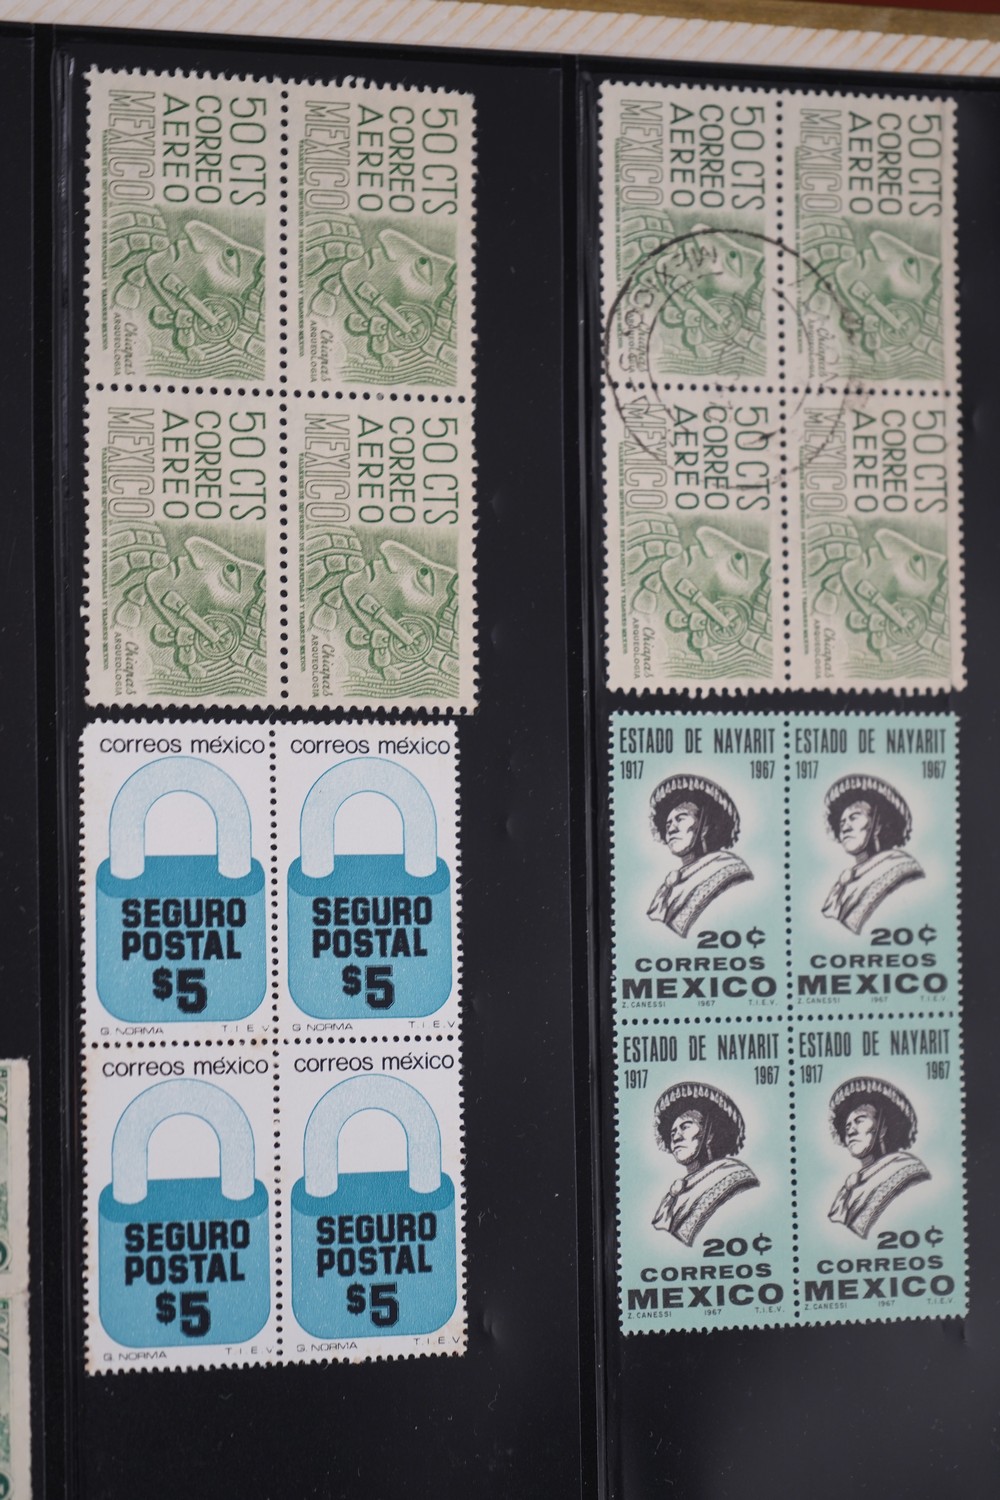 50 CTS
CORREO
AEREO
MEXICO
Chiapas
ARQUEOLOGIA
50 CTS
CORREO
AEREO
MEXICO
Chiapas
ARQUEOLOGIA
50 CTS
CORREO
AEREO
MEXICO
Chiapas
ARQUEOLOGIA
50 CTS
CORREO
AEREO
MEXICO
Chiapas
ARQUEOLOGIA
50 CTS
CORREO
AEREO
MEXICO
50 CTS
CORREO
AEREO
MEXICO
Chiapas
50 CTS
CORREO
AEREO
MEXICO
Chiapas
ARQUEOLOGIA
50 CTS
CORREO
AEREO
MEXICO
Chiapas
ARQUEOLOGIA
correos méxico
SEGURO
POSTAL
$5
G. NORMA T.I.E.V.
correos méxico
SEGURO
POSTAL
$5
G. NORMA T.I.E.V.
correos méxico
SEGURO
POSTAL
$5
G. NORMA T.I.E.V.
correos méxico
SEGURO
POSTAL
$5
G. NORMA T.I.E.V.
ESTADO DE NAYARIT
1917 1967
20¢
CORREOS
MEXICO
Z. CANESSI 1967 T.I.E.V.
ESTADO DE NAYARIT
1917 1967
20¢
CORREOS
MEXICO
Z. CANESSI 1967 T.I.E.V.
ESTADO DE NAYARIT
1917 1967
20¢
CORREOS
MEXICO
Z. CANESSI 1967 T.I.E.V.
ESTADO DE NAYARIT
1917 1967
20¢
CORREOS
MEXICO
Z. CANESSI 1967 T.I.E.V.